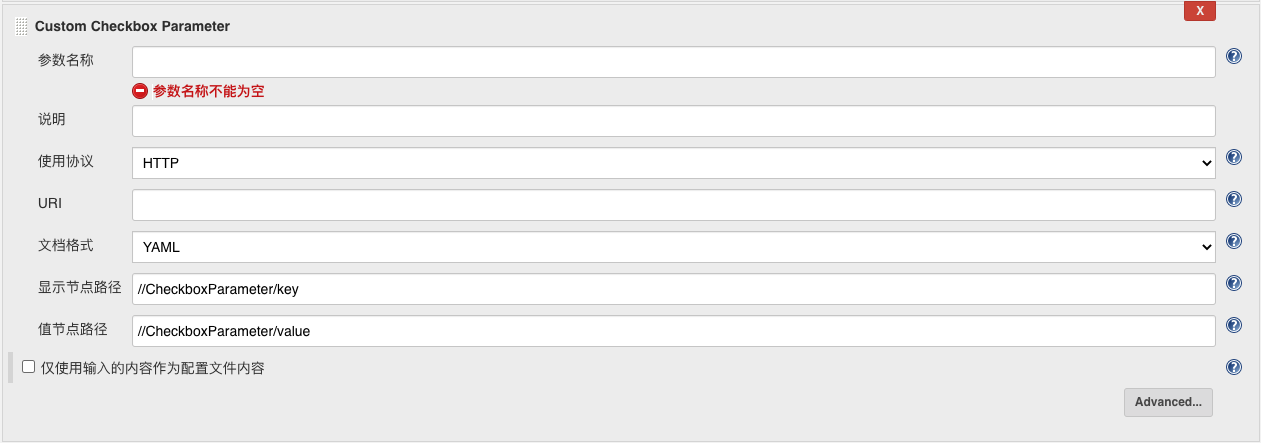 X
Custom Checkbox Parameter
参数名称
?
参数名称不能为空
说明
使用协议 HTTP ?
URI ?
文档格式 YAML ?
显示节点路径 //CheckboxParameter/key ?
值节点路径 //CheckboxParameter/value ?
仅使用输入的内容作为配置文件内容 ?
Advanced...